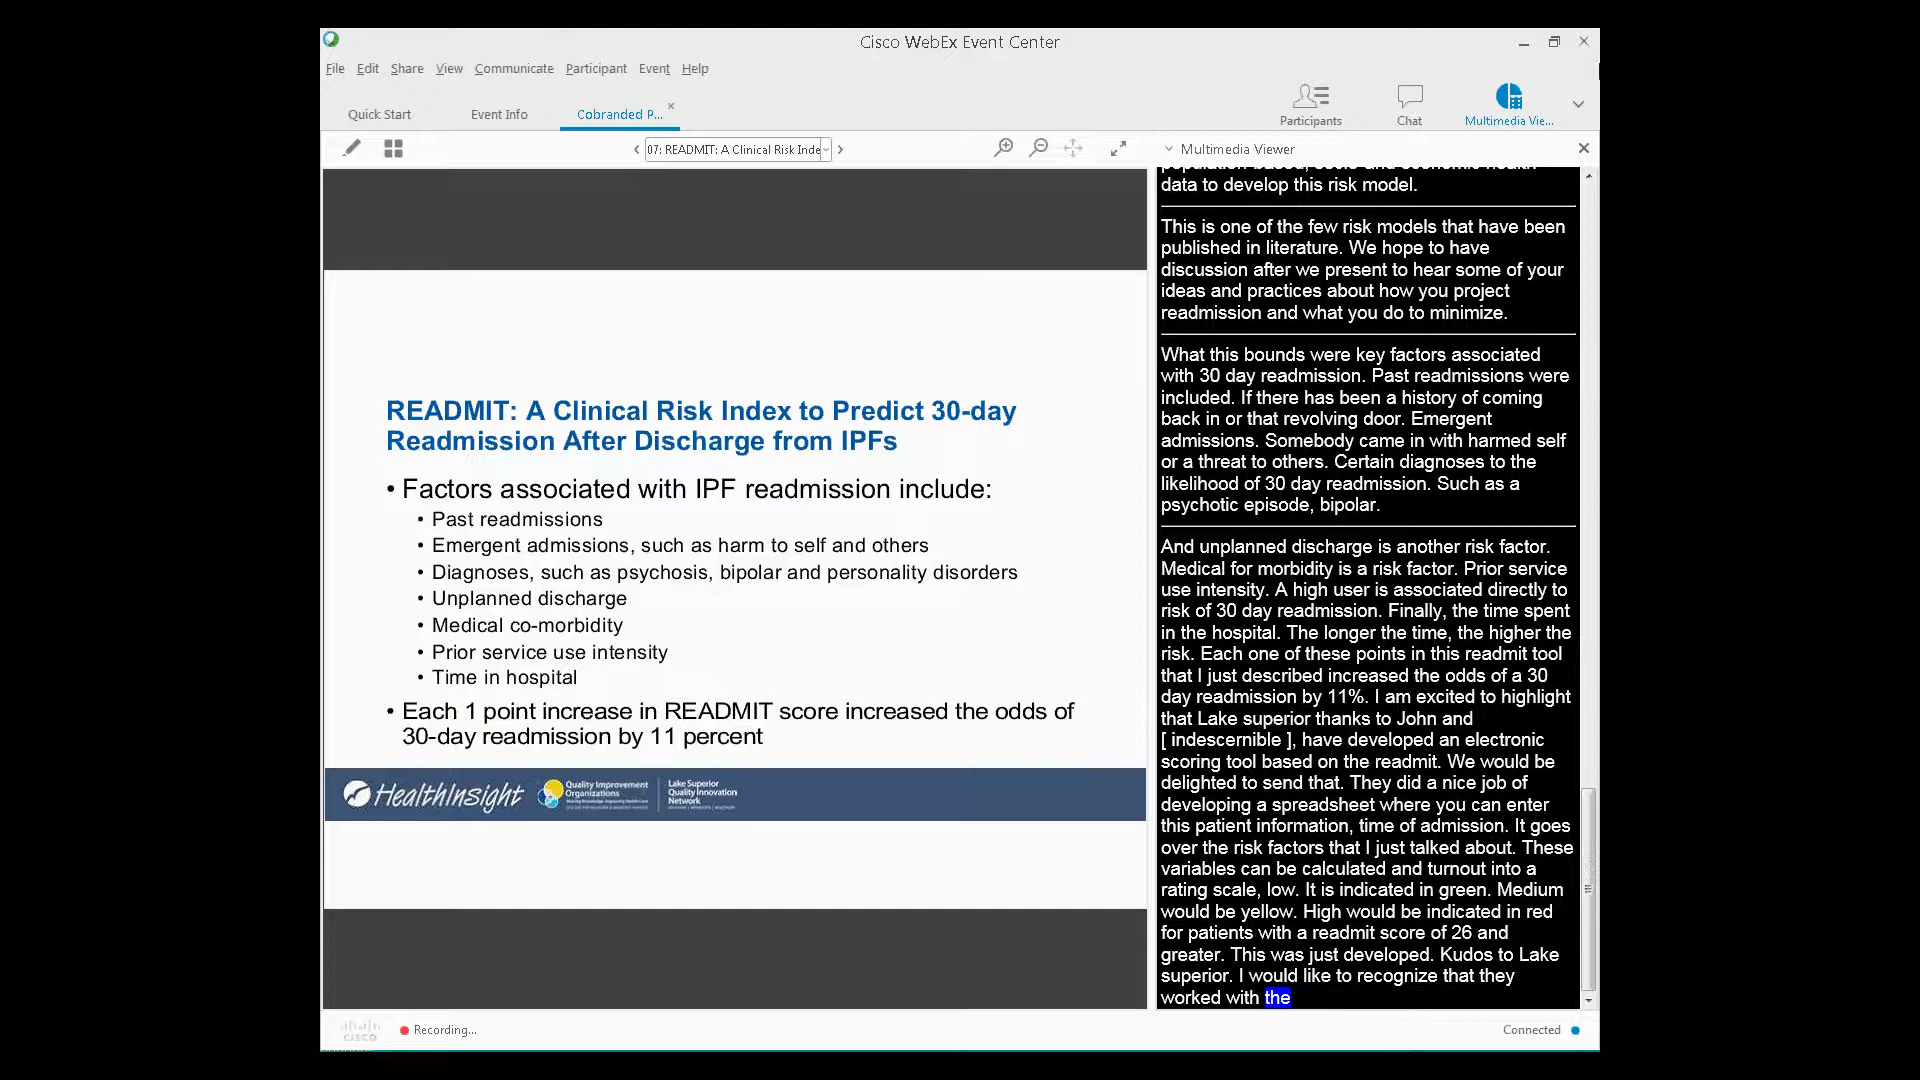 Cisco WebEx Event Center
File Edit Share View Communicate Participant Event Help
Quick Start Event Info Cobranded P...
Participants Chat Multimedia Vie...
07: READMIT: A Clinical Risk Inde
Multimedia Viewer
READMIT: A Clinical Risk Index to Predict 30-day
Readmission After Discharge from IPFs
• Factors associated with IPF readmission include:
• Past readmissions
• Emergent admissions, such as harm to self and others
• Diagnoses, such as psychosis, bipolar and personality disorders
• Unplanned discharge
• Medical co-morbidity
• Prior service use intensity
• Time in hospital
• Each 1 point increase in READMIT score increased the odds of
30-day readmission by 11 percent
HealthInsight
Quality Improvement
Organizations
Lake Superior
Quality Innovation
Network
data to develop this risk model.
This is one of the few risk models that have been
published in literature. We hope to have
discussion after we present to hear some of your
ideas and practices about how you project
readmission and what you do to minimize.
What this bounds were key factors associated
with 30 day readmission. Past readmissions were
included. If there has been a history of coming
back in or that revolving door. Emergent
admissions. Somebody came in with harmed self
or a threat to others. Certain diagnoses to the
likelihood of 30 day readmission. Such as a
psychotic episode, bipolar.
And unplanned discharge is another risk factor.
Medical for morbidity is a risk factor. Prior service
use intensity. A high user is associated directly to
risk of 30 day readmission. Finally, the time spent
in the hospital. The longer the time, the higher the
risk. Each one of these points in this readmit tool
that I just described increased the odds of a 30
day readmission by 11%. I am excited to highlight
that Lake superior thanks to John and
[ indescernible ], have developed an electronic
scoring tool based on the readmit. We would be
delighted to send that. They did a nice job of
developing a spreadsheet where you can enter
this patient information, time of admission. It goes
over the risk factors that I just talked about. These
variables can be calculated and turnout into a
rating scale, low. It is indicated in green. Medium
would be yellow. High would be indicated in red
for patients with a readmit score of 26 and
greater. This was just developed. Kudos to Lake
superior. I would like to recognize that they
worked with the
cisco
Recording...
Connected